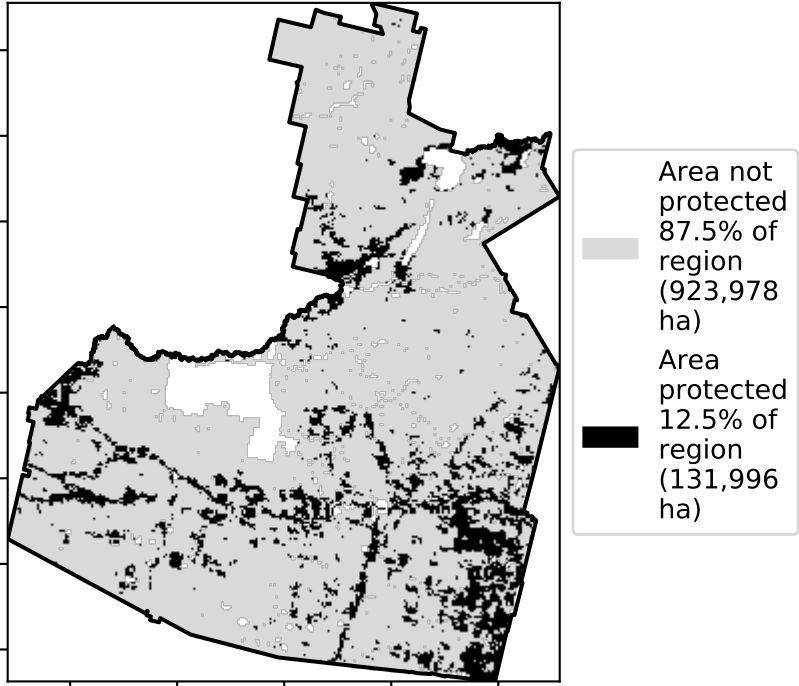 Area not
protected
87.5% of
region
(923,978
ha)
Area
protected
12.5% of
region
(131,996
ha)